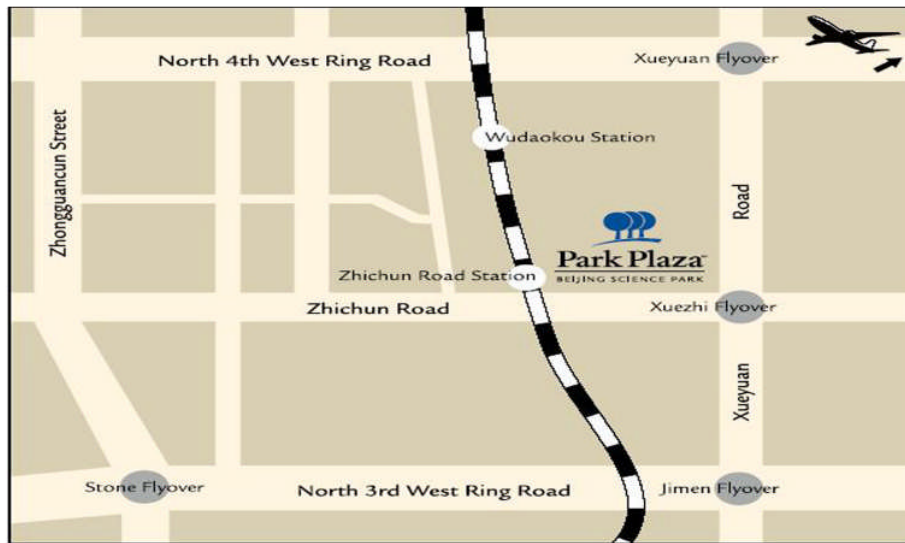 North 4th West Ring Road
Xueyuan Flyover
Zhongguancun Street
Wudaokou Station
Road
Park Plaza™
BEIJING SCIENCE PARK
Zhichun Road Station
Zhichun Road
Xuezhi Flyover
Xueyuan
Stone Flyover
North 3rd West Ring Road
Jimen Flyover